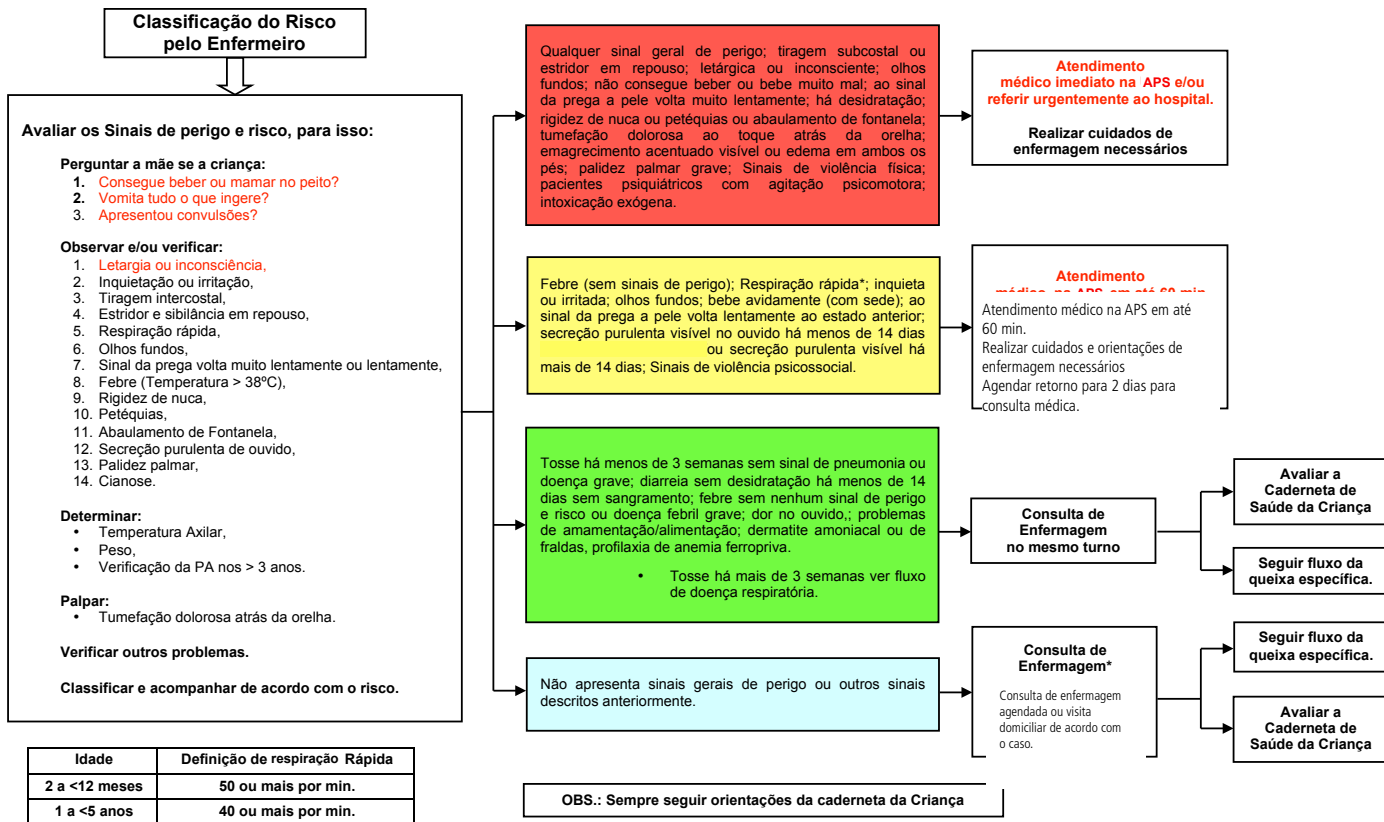 Classificação do Risco
pelo Enfermeiro
Avaliar os Sinais de perigo e risco, para isso:
Perguntar a mãe se a criança:
1. Consegue beber ou mamar no peito?
2. Vomita tudo o que ingere?
3. Apresentou convulsões?
Observar e/ou verificar:
1. Letargia ou inconsciência,
2. Inquietação ou irritação,
3. Tiragem intercostal,
4. Estridor e sibilância em repouso,
5. Respiração rápida,
6. Olhos fundos,
7. Sinal da prega volta muito lentamente ou lentamente,
8. Febre (Temperatura > 38ºC),
9. Rigidez de nuca,
10. Petéquias,
11. Abaulamento de Fontanela,
12. Secreção purulenta de ouvido,
13. Palidez palmar,
14. Cianose.
Determinar:
• Temperatura Axilar,
• Peso,
• Verificação da PA nos > 3 anos.
Palpar:
• Tumefação dolorosa atrás da orelha.
Verificar outros problemas.
Classificar e acompanhar de acordo com o risco.
Idade Definição de respiração Rápida
2 a <12 meses 50 ou mais por min.
1 a <5 anos 40 ou mais por min.
Qualquer sinal geral de perigo; tiragem subcostal ou
estridor em repouso; letárgica ou inconsciente; olhos
fundos; não consegue beber ou bebe muito mal; ao sinal
da prega a pele volta muito lentamente; há desidratação;
rigidez de nuca ou petéquias ou abaulamento de fontanela;
tumefação dolorosa ao toque atrás da orelha;
emagrecimento acentuado visível ou edema em ambos os
pés; palidez palmar grave; Sinais de violência física;
pacientes psiquiátricos com agitação psicomotora;
intoxicação exógena.
Atendimento
médico imediato na APS e/ou
referir urgentemente ao hospital.
Realizar cuidados de
enfermagem necessários
Febre (sem sinais de perigo); Respiração rápida*; inquieta
ou irritada; olhos fundos; bebe avidamente (com sede); ao
sinal da prega a pele volta lentamente ao estado anterior;
secreção purulenta visível no ouvido há menos de 14 dias
ou secreção purulenta visível há
mais de 14 dias; Sinais de violência psicossocial.
Atendimento
médico na APS em até 60 min
Atendimento médico na APS em até
60 min.
Realizar cuidados e orientações de
enfermagem necessários
Agendar retorno para 2 dias para
consulta médica.
Tosse há menos de 3 semanas sem sinal de pneumonia ou
doença grave; diarreia sem desidratação há menos de 14
dias sem sangramento; febre sem nenhum sinal de perigo
e risco ou doença febril grave; dor no ouvido,; problemas
de amamentação/alimentação; dermatite amoniacal ou de
fraldas, profilaxia de anemia ferropriva.
• Tosse há mais de 3 semanas ver fluxo
de doença respiratória.
Consulta de
Enfermagem
no mesmo turno
Avaliar a
Caderneta de
Saúde da Criança
Seguir fluxo da
queixa específica.
Não apresenta sinais gerais de perigo ou outros sinais
descritos anteriormente.
Consulta de
Enfermagem*
Consulta de enfermagem
agendada ou visita
domiciliar de acordo com
o caso.
Seguir fluxo da
queixa específica.
Avaliar a
Caderneta de
Saúde da Criança
OBS.: Sempre seguir orientações da caderneta da Criança